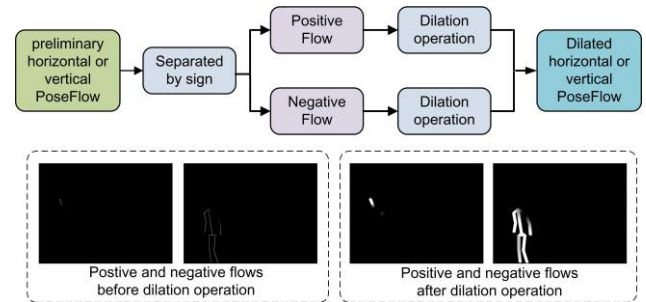 preliminary
horizontal or
vertical
PoseFlow
Separated
by sign
Positive
Flow
Dilation
operation
Negative
Flow
Dilation
operation
Dilated
horizontal or
vertical
PoseFlow
Postive and negative flows
before dilation operation
Positive and negative flows
after dilation operation